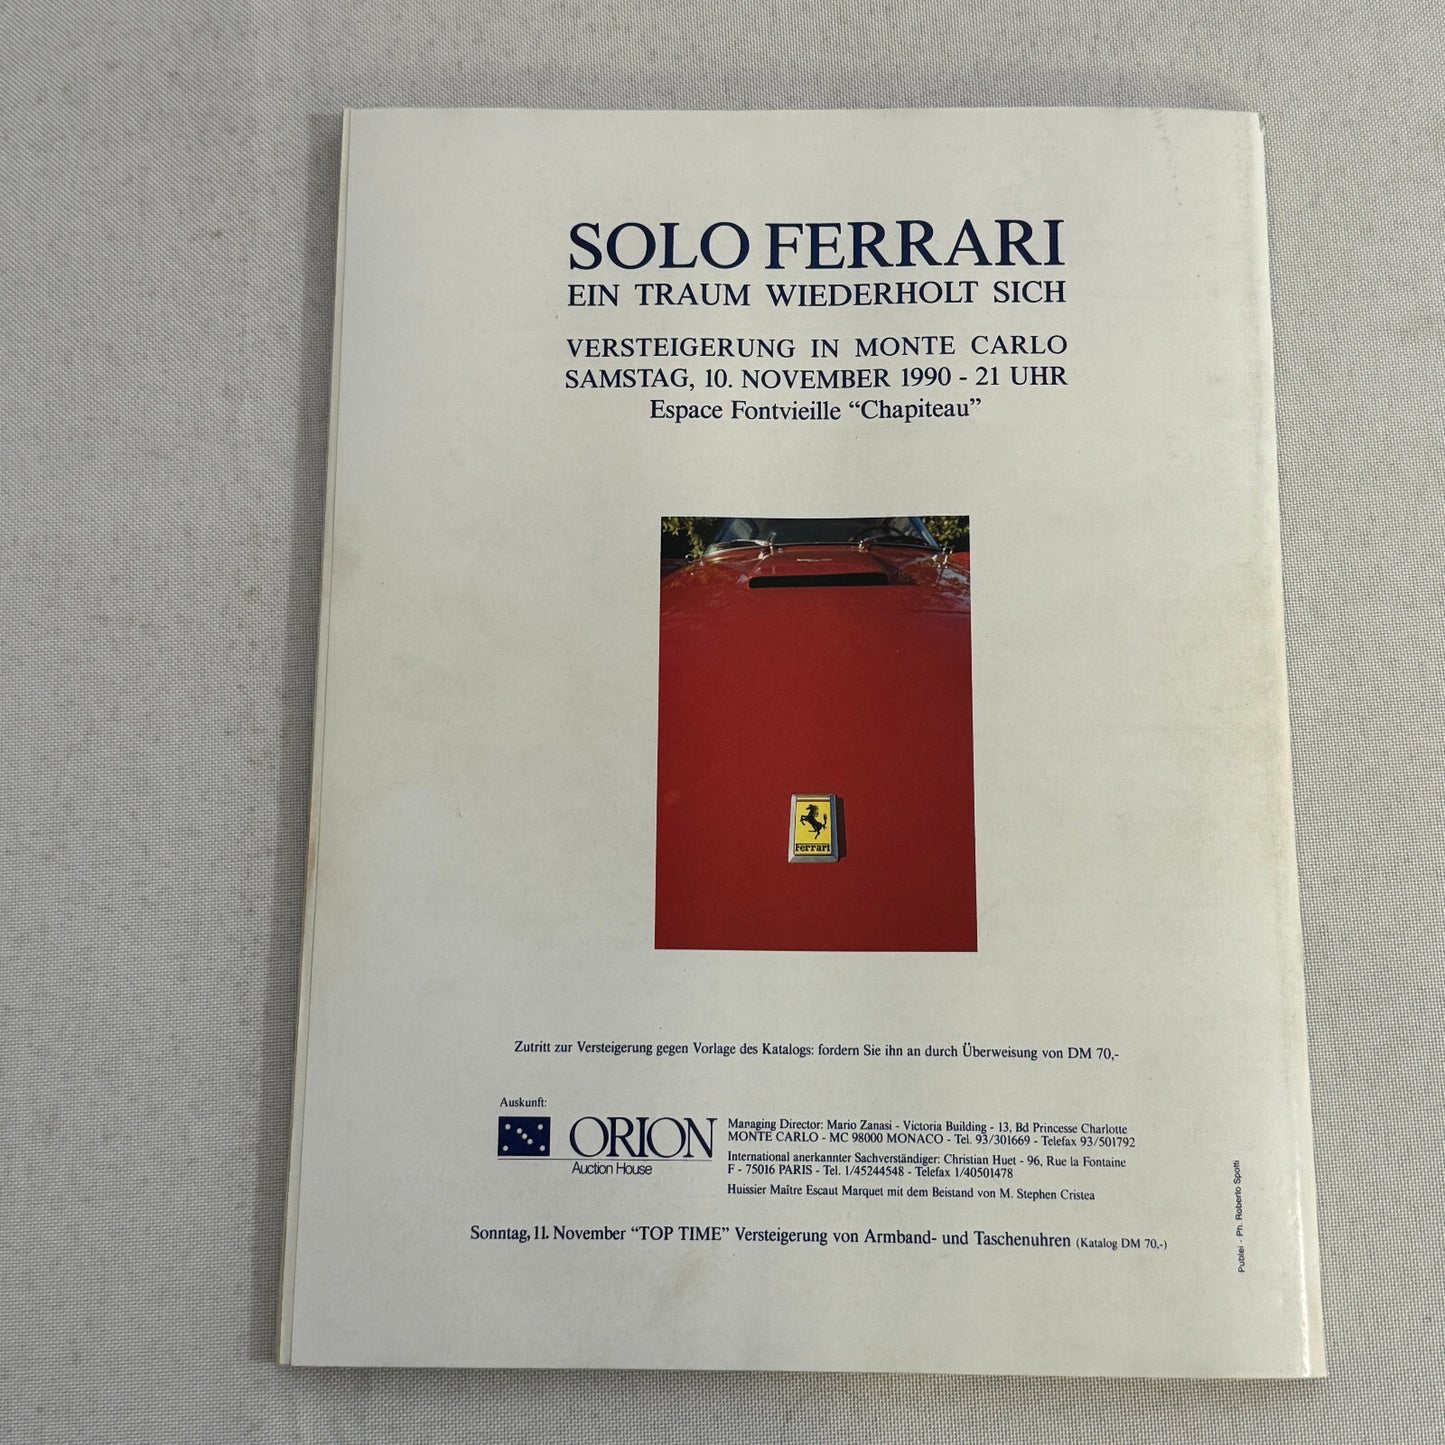 SOLO FERRARI
EIN TRAUM WIEDERHOLT SICH
VERSTEIGERUNG IN MONTE CARLO
SAMSTAG, 10. NOVEMBER 1990 - 21 UHR
Espace Fontvieille “Chapiteau”
Ferrari
Zutritt zur Versteigerung gegen Vorlage des Katalogs: fordern Sie ihn an durch Überweisung von DM 70,-
Auskunft:
ORION
Auction House
Managing Director: Mario Zanasi - Victoria Building - 13, Bd Princesse Charlotte
MONTE CARLO - MC 98000 MONACO - Tel. 93/301669 - Telefax 93/501792
International anerkannter Sachverständiger: Christian Huet - 96, Rue la Fontaine
F - 75016 PARIS - Tel. 1/45244548 - Telefax 1/40501478
Huissier Maître Escaut Marquet mit dem Beistand von M. Stephen Cristea
Sonntag, 11. November “TOP TIME” Versteigerung von Armband- und Taschenuhren (Katalog DM 70,-)
Publei - Ph. Roberto Spotti